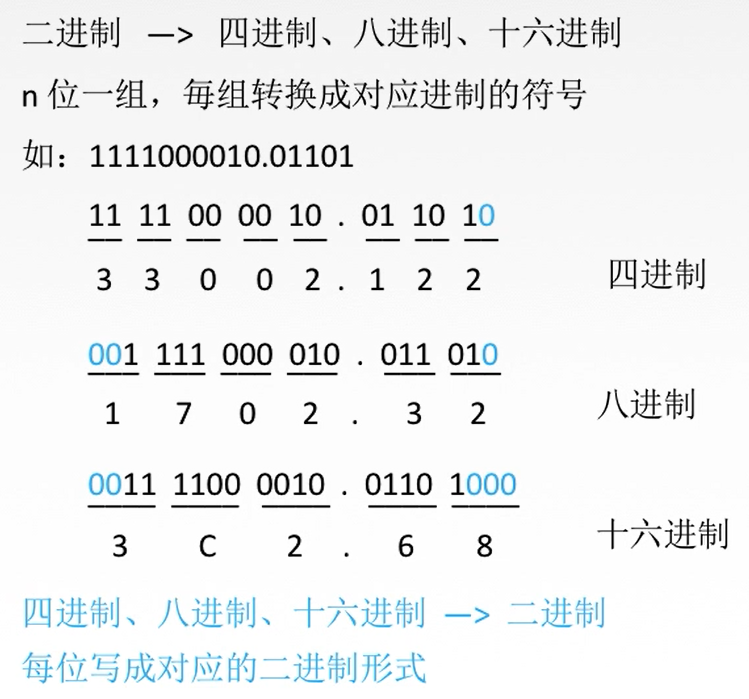 二进制 —> 四进制、八进制、十六进制
n 位一组，每组转换成对应进制的符号
如：1111000010.01101
11 11 00 00 10 . 01 10 10
3 3 0 0 2 . 1 2 2 四进制
001 111 000 010 . 011 010
1 7 0 2 . 3 2 八进制
0011 1100 0010 . 0110 1000
3 C 2 . 6 8 十六进制
四进制、八进制、十六进制 —> 二进制
每位写成对应的二进制形式